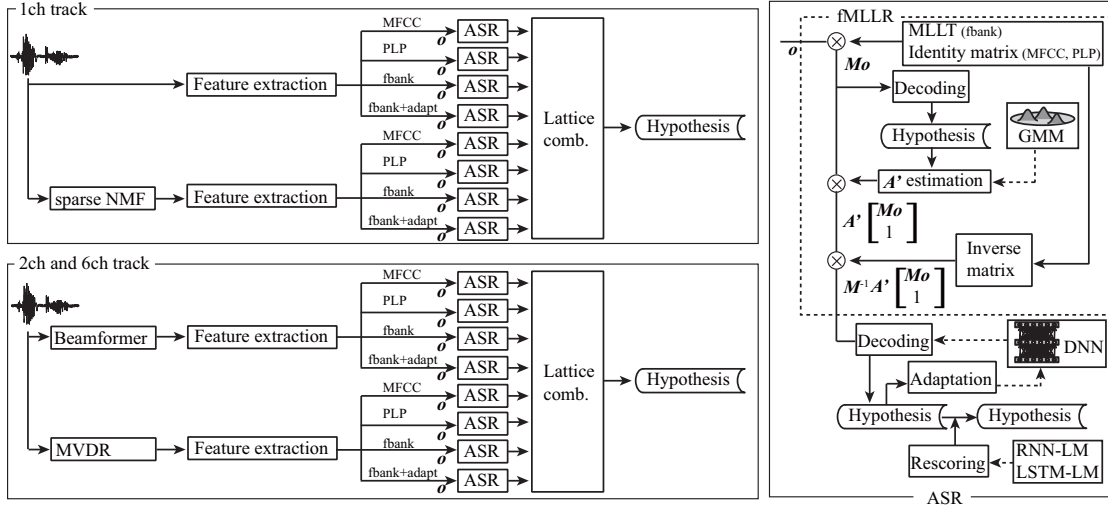 1ch track
MFCC
o
ASR
PLP
o
ASR
Feature extraction
fbank
o
ASR
fbank+adapt
o
ASR
MFCC
o
ASR
PLP
o
ASR
sparse NMF
Feature extraction
fbank
o
ASR
fbank+adapt
o
ASR
Lattice
comb.
Hypothesis
2ch and 6ch track
MFCC
o
ASR
PLP
o
ASR
Beamformer
Feature extraction
fbank
o
ASR
fbank+adapt
o
ASR
MFCC
o
ASR
PLP
o
ASR
MVDR
Feature extraction
fbank
o
ASR
fbank+adapt
o
ASR
Lattice
comb.
Hypothesis
fMLLR
o
MLLT (fbank)
Identity matrix (MFCC, PLP)
Mo
Decoding
Hypothesis
GMM
A' estimation
A' [Mo
1]
Inverse
matrix
M⁻¹ A' [Mo
1]
Decoding
DNN
Adaptation
Hypothesis
Hypothesis
Rescoring
RNN-LM
LSTM-LM
ASR